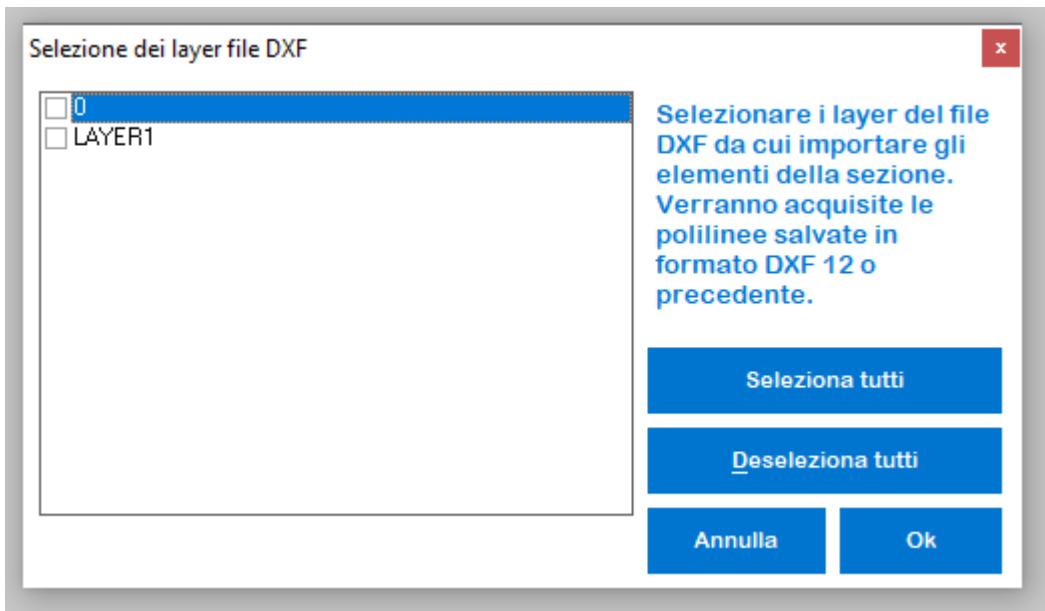 Selezione dei layer file DXF
x
0
LAYER1
Selezionare i layer del file
DXF da cui importare gli
elementi della sezione.
Verranno acquisite le
polilinee salvate in
formato DXF 12 o
precedente.
Seleziona tutti
Deseleziona tutti
Annulla
Ok